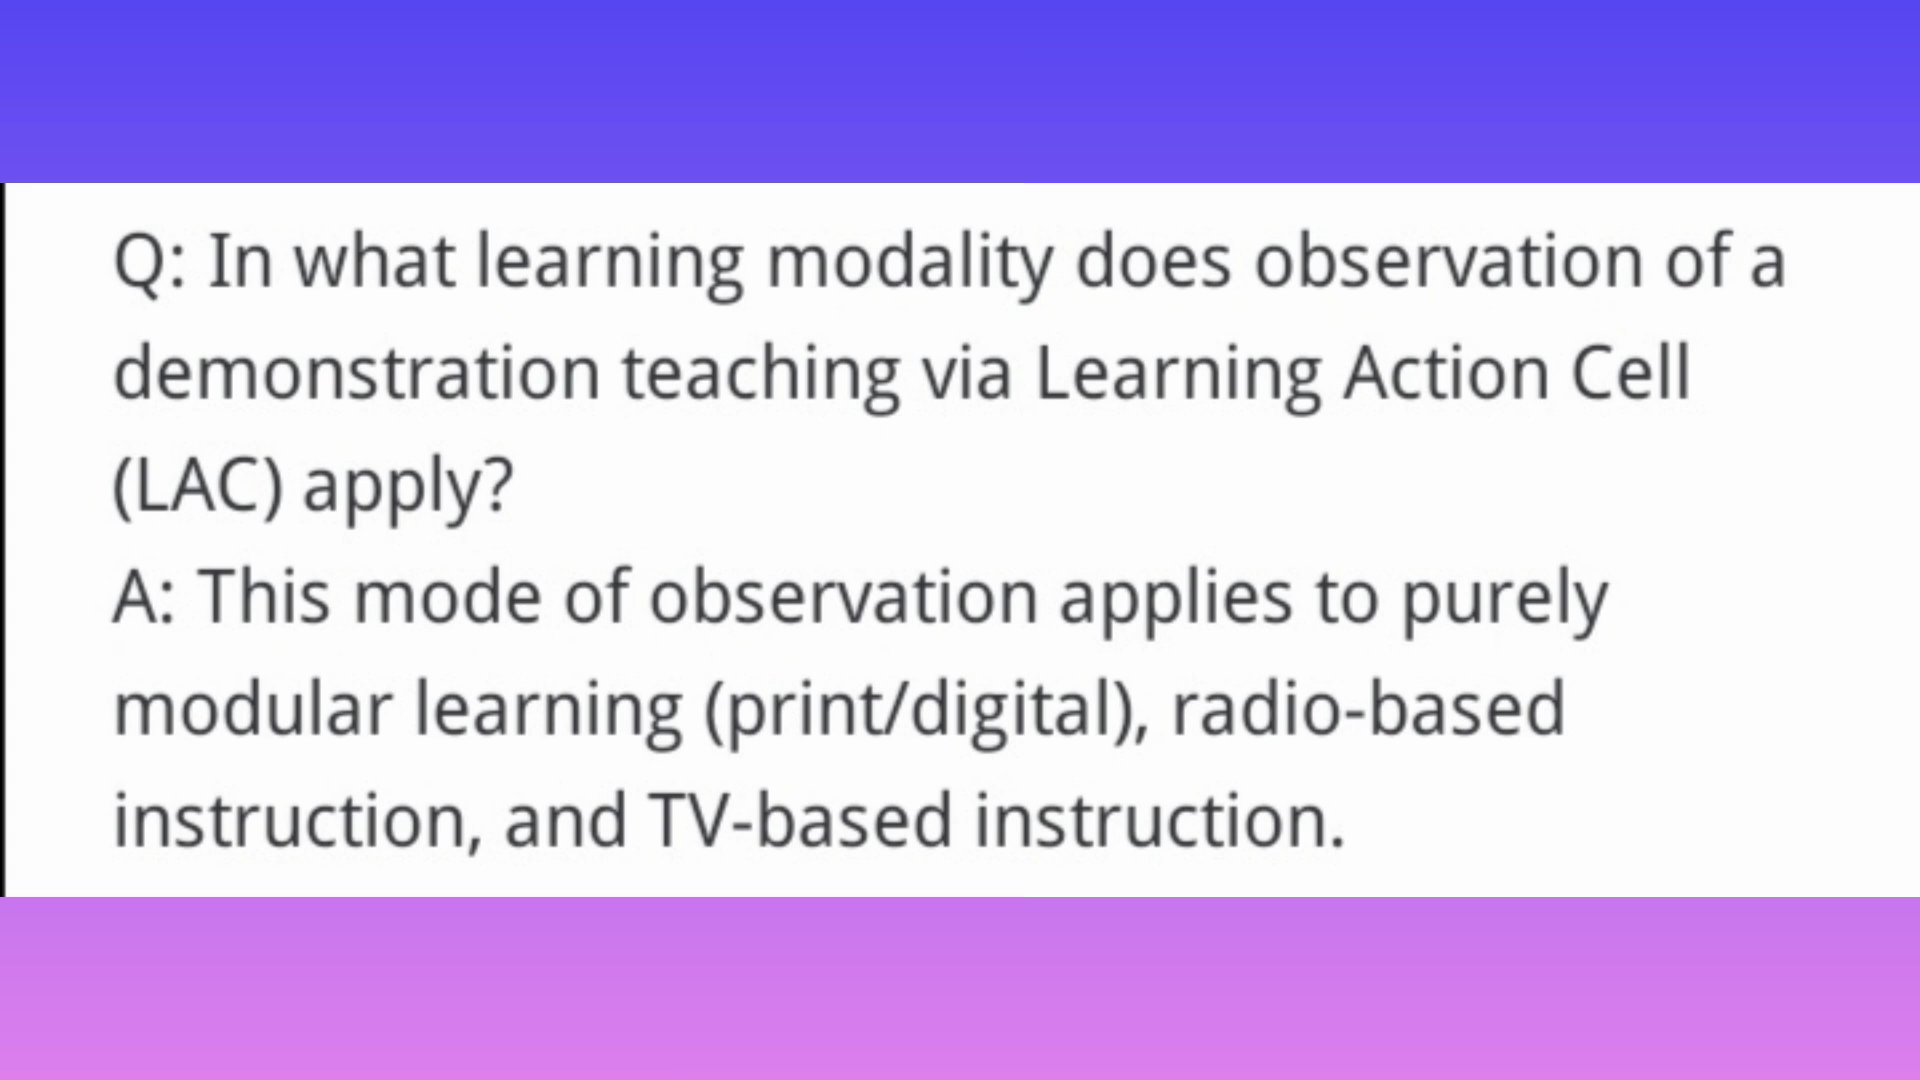 Q: In what learning modality does observation of a
demonstration teaching via Learning Action Cell
(LAC) apply?
A: This mode of observation applies to purely
modular learning (print/digital), radio-based
instruction, and TV-based instruction.